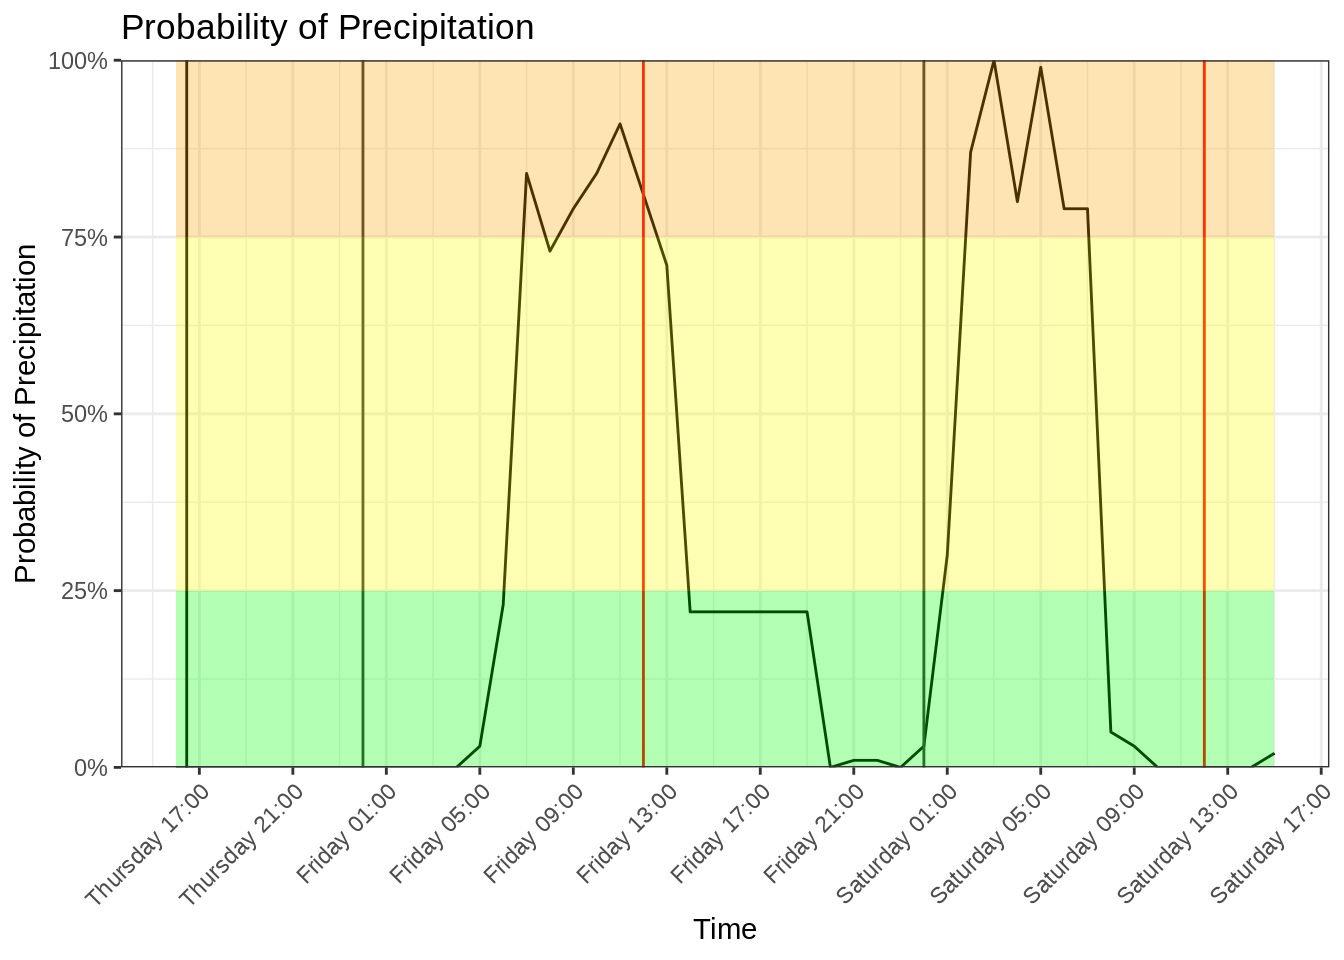 Probability of Precipitation
100%
75%
50%
25%
0%
Probability of Precipitation
Thursday 17:00
Thursday 21:00
Friday 01:00
Friday 05:00
Friday 09:00
Friday 13:00
Friday 17:00
Friday 21:00
Saturday 01:00
Saturday 05:00
Saturday 09:00
Saturday 13:00
Saturday 17:00
Time